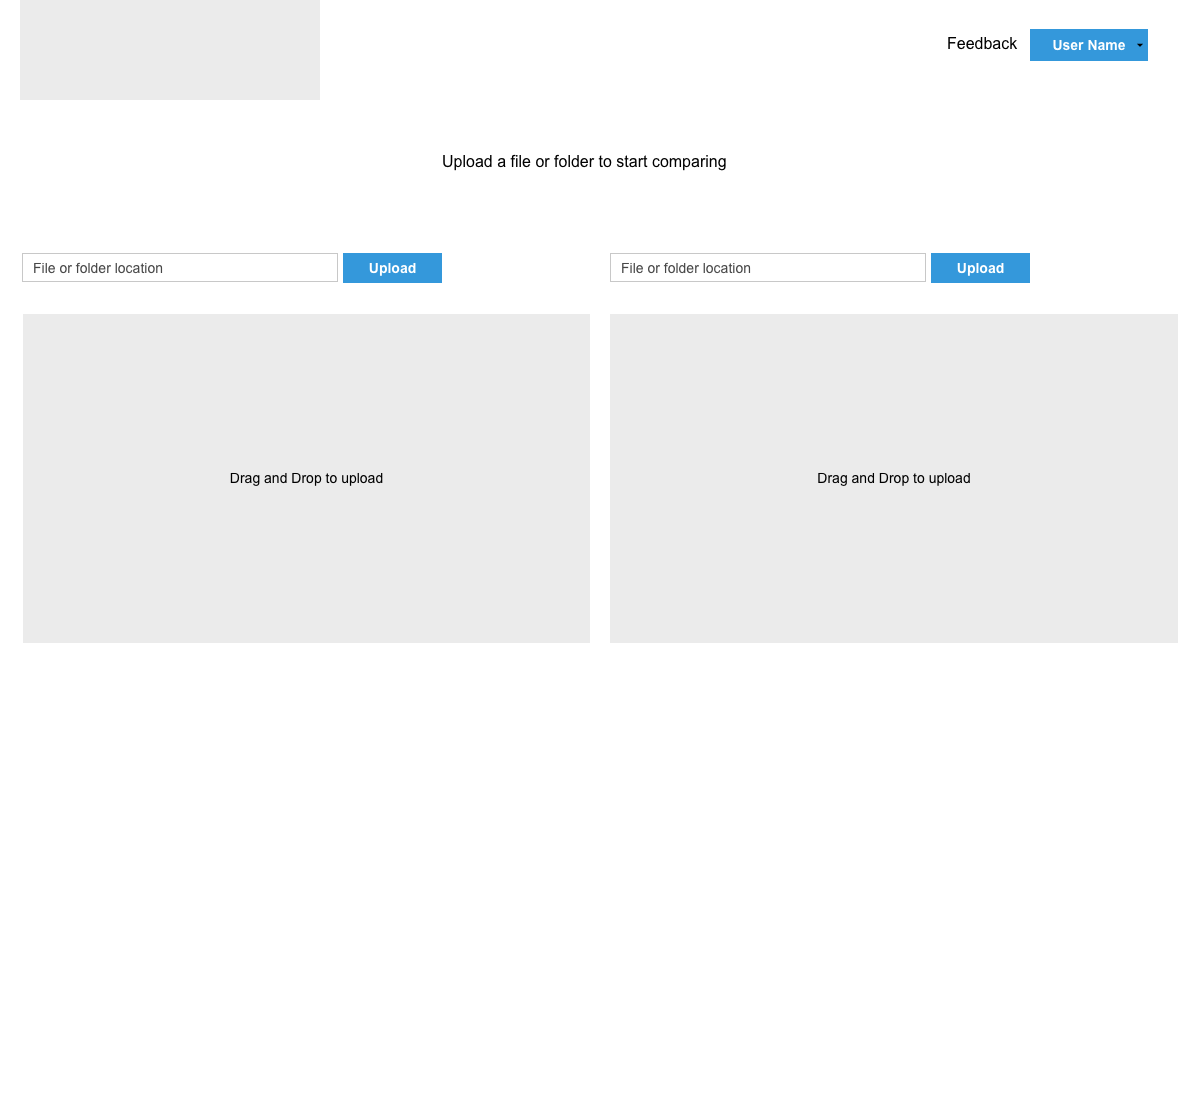 Feedback
User Name
Upload a file or folder to start comparing
File or folder location
Upload
File or folder location
Upload
Drag and Drop to upload
Drag and Drop to upload